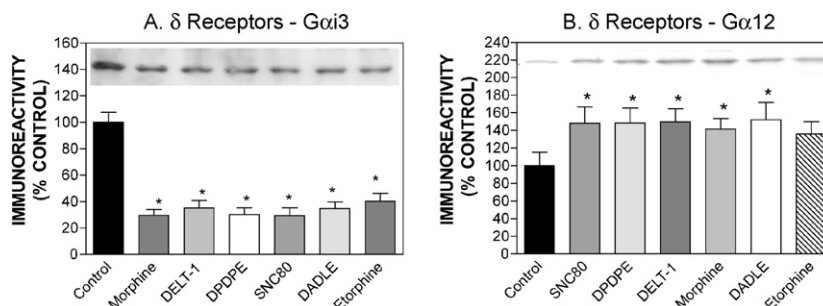 A. δ Receptors - Gαi3
IMMUNOREACTIVITY
(% CONTROL)
160
140
120
100
80
60
40
20
0
* * * * * *
Control
Morphine
DELT-1
DPDPE
SNC80
DADLE
Etorphine
B. δ Receptors - Gα12
IMMUNOREACTIVITY
(% CONTROL)
240
220
200
180
160
140
120
100
80
60
40
20
0
* * * * *
Control
SNC80
DPDPE
DELT-1
Morphine
DADLE
Etorphine